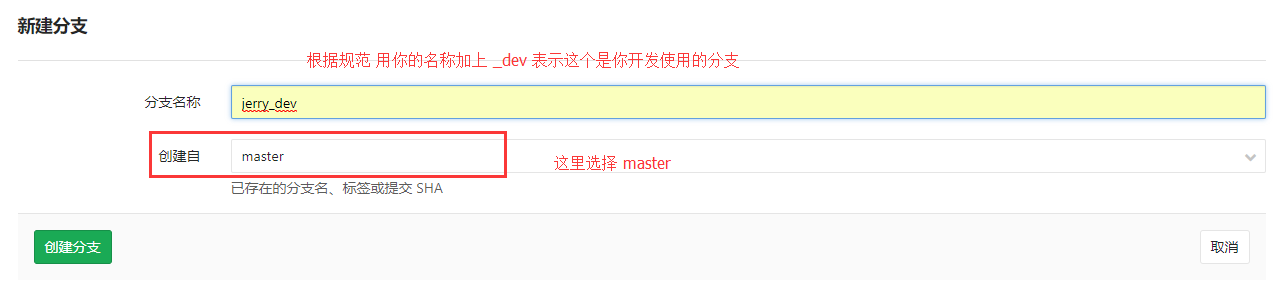 新建分支
根据规范 用你的名称加上 _dev 表示这个是你开发使用的分支
分支名称 jerry_dev
创建自 master
这里选择 master
已存在的分支名、标签或提交 SHA
创建分支 取消